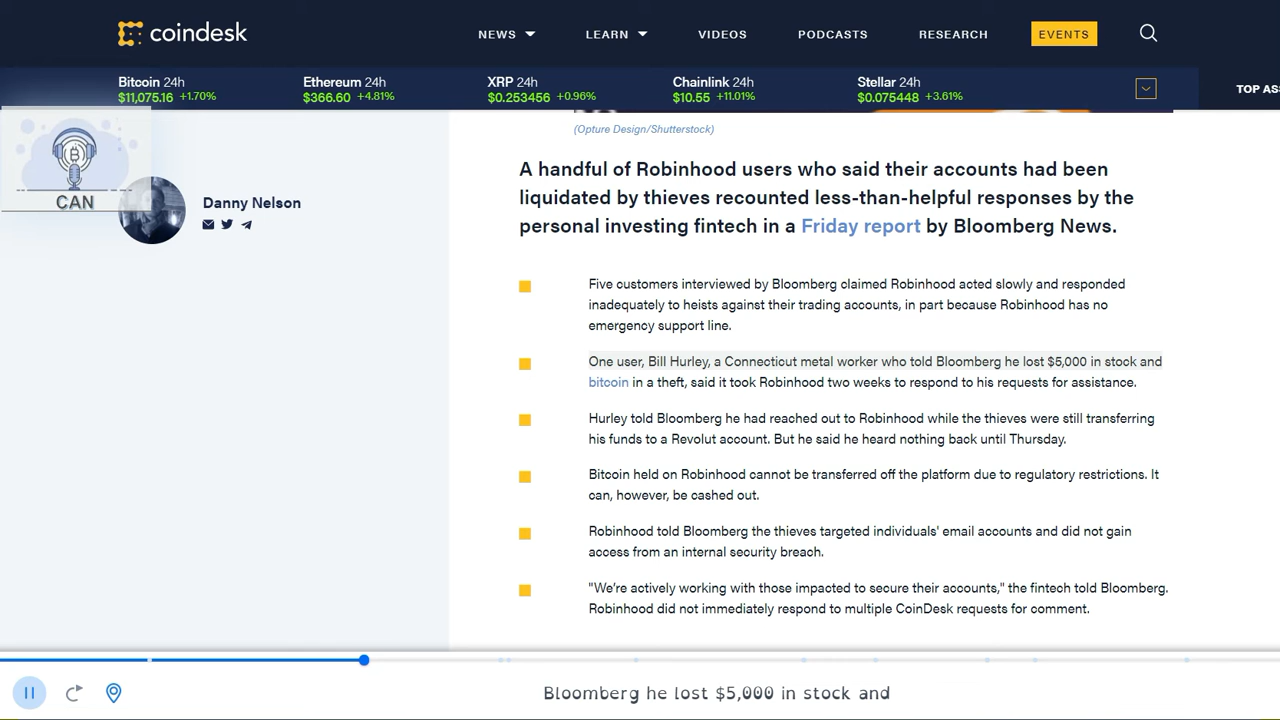 coindesk
NEWS
LEARN
VIDEOS
PODCASTS
RESEARCH
EVENTS
Bitcoin 24h
$11,075.16 +1.70%
Ethereum 24h
$366.60 +4.81%
XRP 24h
$0.253456 +0.96%
Chainlink 24h
$10.55 +11.01%
Stellar 24h
$0.075448 +3.61%
TOP ASS
CAN
Danny Nelson
(Opture Design/Shutterstock)
A handful of Robinhood users who said their accounts had been
liquidated by thieves recounted less-than-helpful responses by the
personal investing fintech in a Friday report by Bloomberg News.
Five customers interviewed by Bloomberg claimed Robinhood acted slowly and responded
inadequately to heists against their trading accounts, in part because Robinhood has no
emergency support line.
One user, Bill Hurley, a Connecticut metal worker who told Bloomberg he lost $5,000 in stock and
bitcoin in a theft, said it took Robinhood two weeks to respond to his requests for assistance.
Hurley told Bloomberg he had reached out to Robinhood while the thieves were still transferring
his funds to a Revolut account. But he said he heard nothing back until Thursday.
Bitcoin held on Robinhood cannot be transferred off the platform due to regulatory restrictions. It
can, however, be cashed out.
Robinhood told Bloomberg the thieves targeted individuals' email accounts and did not gain
access from an internal security breach.
"We're actively working with those impacted to secure their accounts," the fintech told Bloomberg.
Robinhood did not immediately respond to multiple CoinDesk requests for comment.
Bloomberg he lost $5,000 in stock and